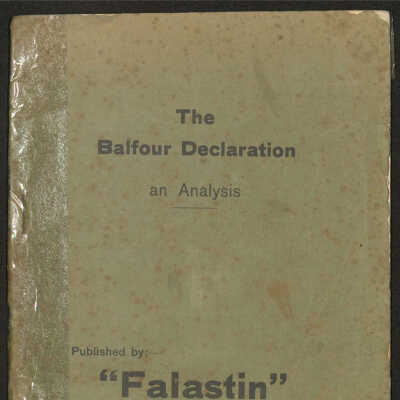 The
Balfour Declaration
an Analysis
Published by:—
"Falastin"